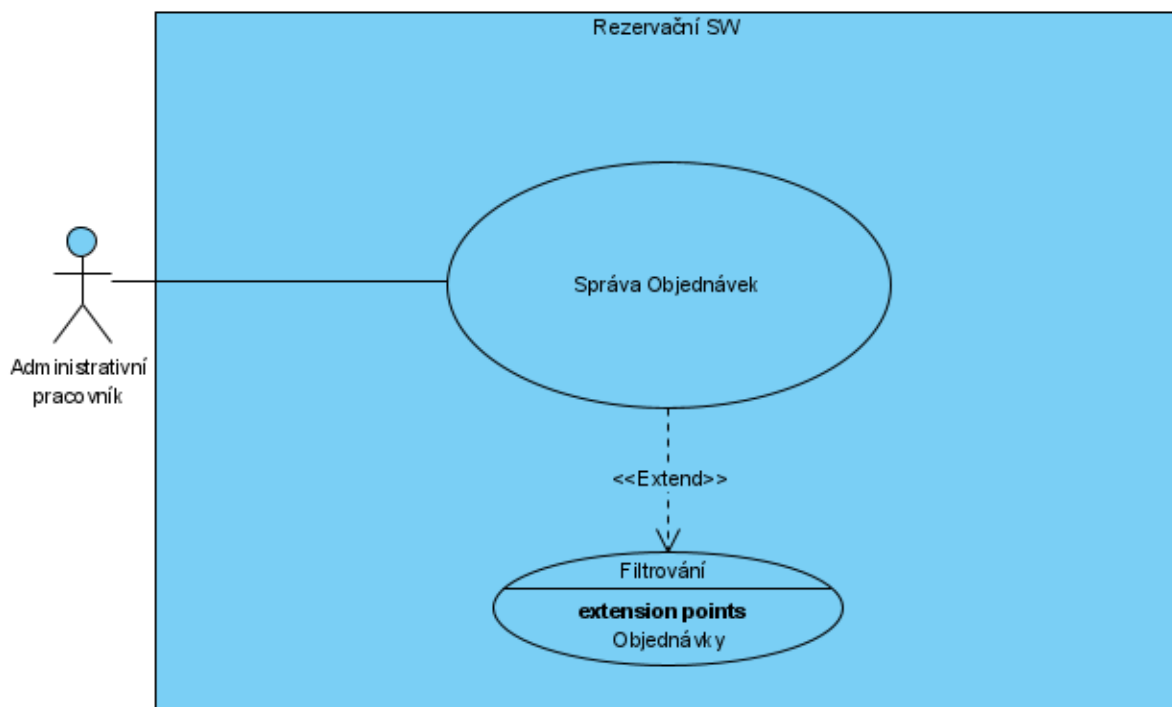 Rezervační SW
Správa Objednávek
Administrativní
pracovník
<<Extend>>
Filtrování
extension points
Objednávky